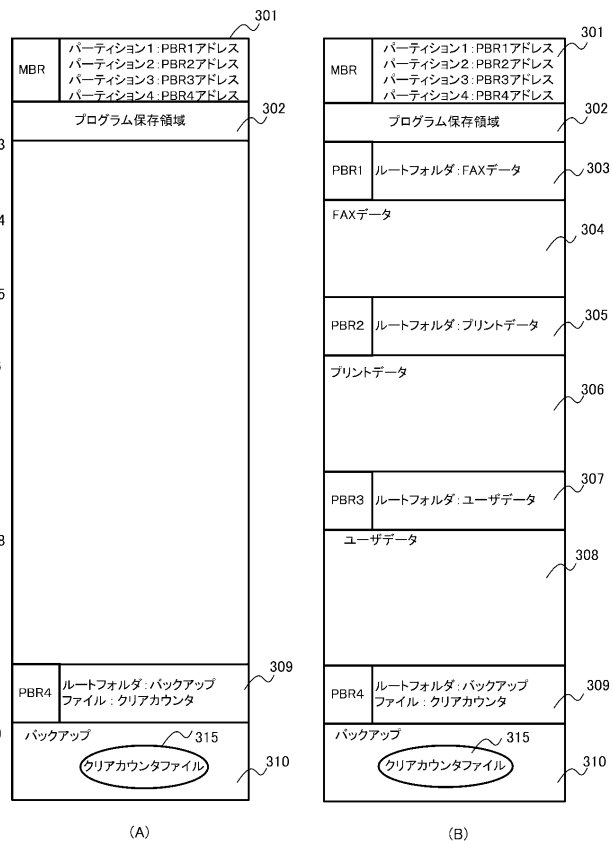 301
MBR
パーティション1:PBR1アドレス
パーティション2:PBR2アドレス
パーティション3:PBR3アドレス
パーティション4:PBR4アドレス
302
プログラム保存領域
3
4
5
8
309
PBR4
ルートフォルダ:バックアップ
ファイル:クリアカウンタ
バックアップ
315
クリアカウンタファイル
310
(A)
301
MBR
パーティション1:PBR1アドレス
パーティション2:PBR2アドレス
パーティション3:PBR3アドレス
パーティション4:PBR4アドレス
302
プログラム保存領域
PBR1
ルートフォルダ:FAXデータ
303
FAXデータ
304
PBR2
ルートフォルダ:プリントデータ
305
プリントデータ
306
307
PBR3
ルートフォルダ:ユーザデータ
ユーザデータ
308
PBR4
ルートフォルダ:バックアップ
ファイル:クリアカウンタ
309
バックアップ
315
クリアカウンタファイル
310
(B)